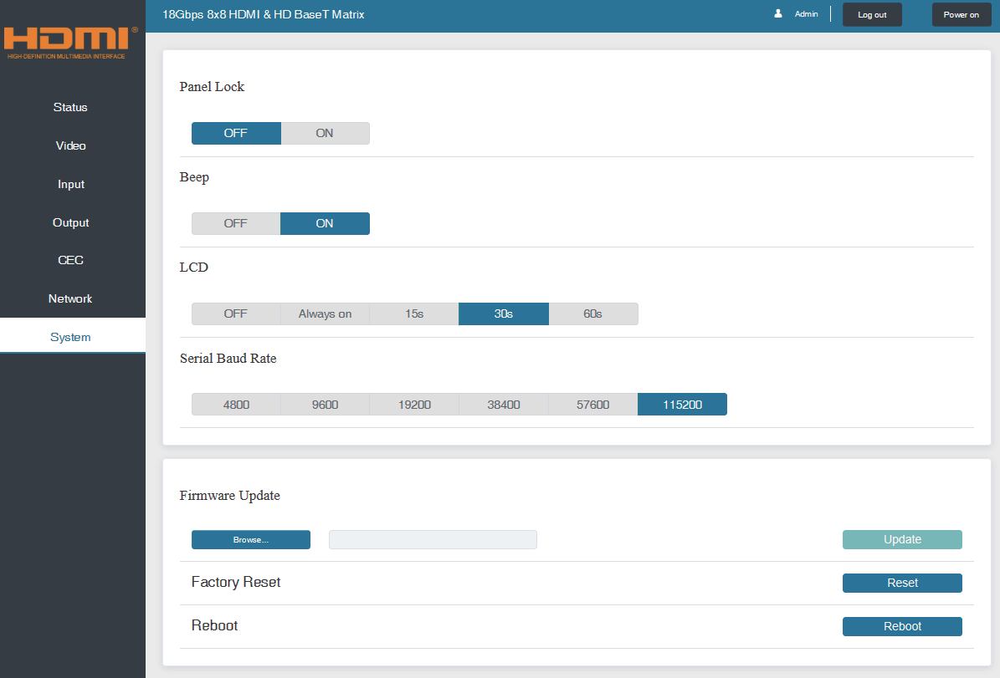 HDMI®
HIGH-DEFINITION MULTIMEDIA INTERFACE
18Gbps 8x8 HDMI & HD BaseT Matrix
Admin
Log out
Power on
Status
Video
Input
Output
CEC
Network
System
Panel Lock
OFF ON
Beep
OFF ON
LCD
OFF Always on 15s 30s 60s
Serial Baud Rate
4800 9600 19200 38400 57600 115200
Firmware Update
Browse... Update
Factory Reset Reset
Reboot Reboot